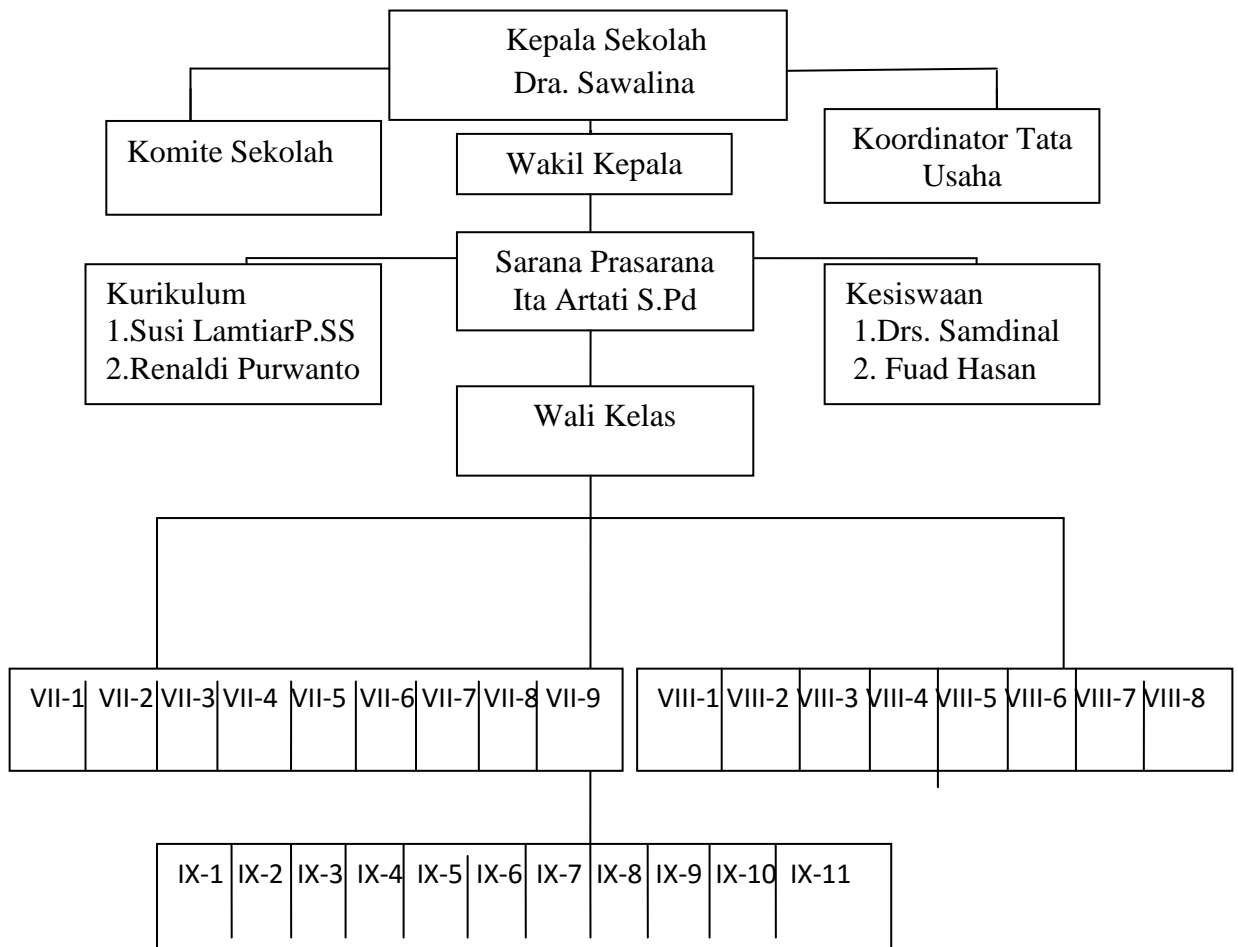 Kepala Sekolah
Dra. Sawalina
Komite Sekolah
Wakil Kepala
Koordinator Tata
Usaha
Sarana Prasarana
Ita Artati S.Pd
Kurikulum
1.Susi LamtiarP.SS
2.Renaldi Purwanto
Kesiswaan
1.Drs. Samdinal
2. Fuad Hasan
Wali Kelas
VII-1 VII-2 VII-3 VII-4 VII-5 VII-6 VII-7 VII-8 VII-9
VIII-1 VIII-2 VIII-3 VIII-4 VIII-5 VIII-6 VIII-7 VIII-8
IX-1 IX-2 IX-3 IX-4 IX-5 IX-6 IX-7 IX-8 IX-9 IX-10 IX-11